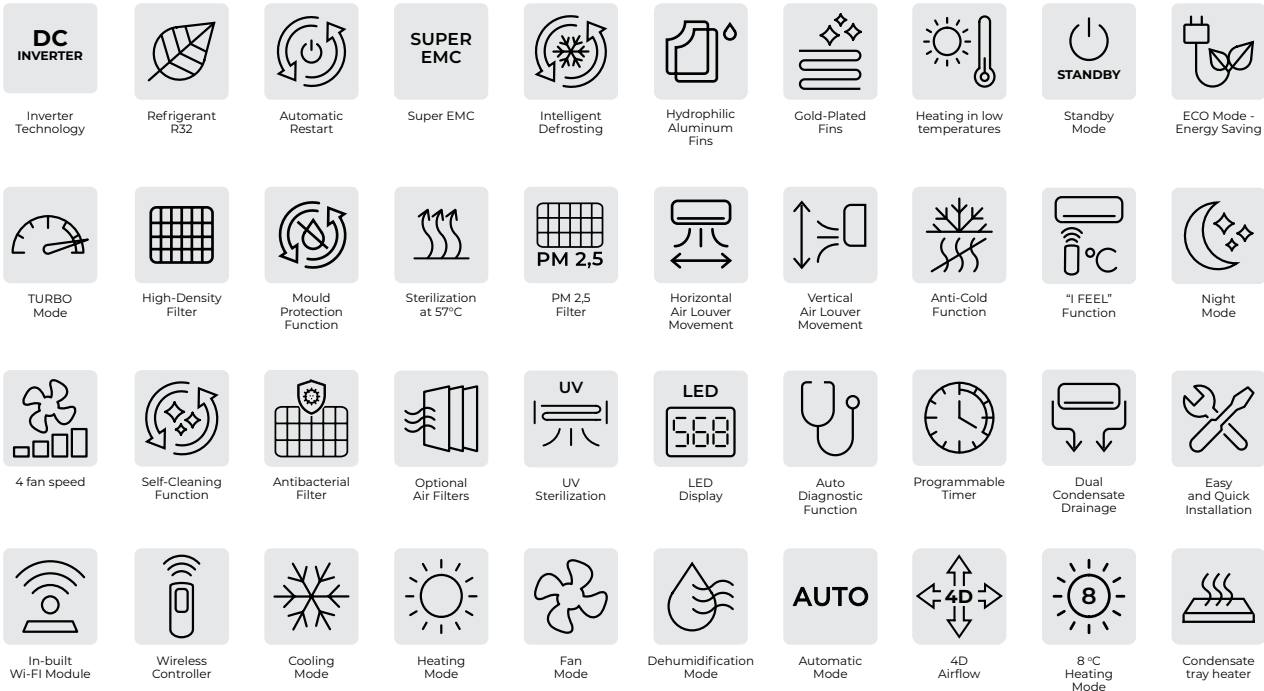 DC
INVERTER
Inverter
Technology
Refrigerant
R32
Automatic
Restart
SUPER
EMC
Super EMC
Intelligent
Defrosting
Hydrophilic
Aluminum
Fins
Gold-Plated
Fins
Heating in low
temperatures
STANDBY
Standby
Mode
ECO Mode -
Energy Saving
TURBO
Mode
High-Density
Filter
Mould
Protection
Function
Sterilization
at 57°C
PM 2,5
PM 2,5
Filter
Horizontal
Air Louver
Movement
Vertical
Air Louver
Movement
Anti-Cold
Function
°C
“I FEEL”
Function
Night
Mode
4 fan speed
Self-Cleaning
Function
Antibacterial
Filter
Optional
Air Filters
UV
UV
Sterilization
LED
568
LED
Display
Auto
Diagnostic
Function
Programmable
Timer
Dual
Condensate
Drainage
Easy
and Quick
Installation
In-built
Wi-FI Module
Wireless
Controller
Cooling
Mode
Heating
Mode
Fan
Mode
Dehumidification
Mode
AUTO
Automatic
Mode
4D
4D
Airflow
8
8 °C
Heating
Mode
Condensate
tray heater